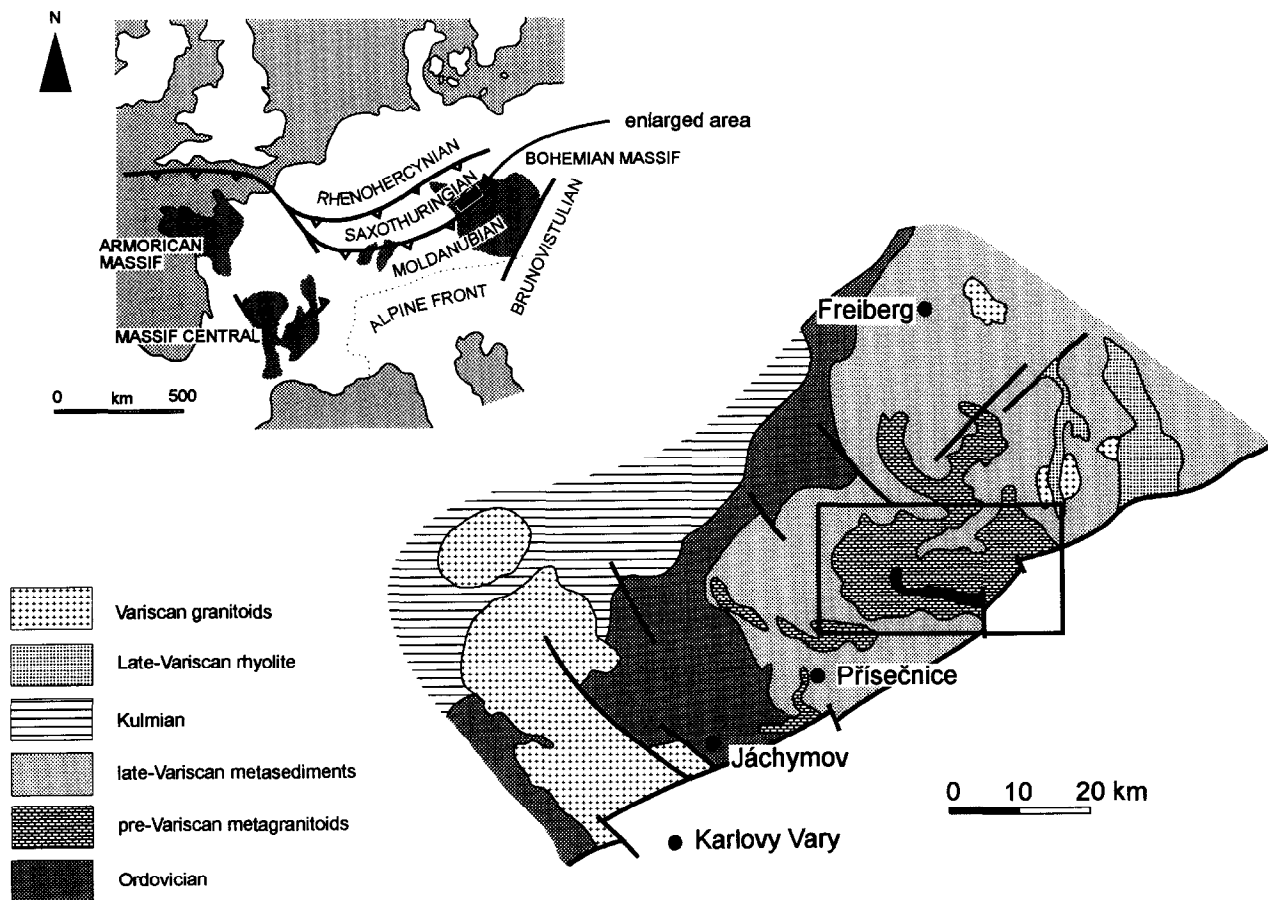 N
enlarged area
BOHEMIAN MASSIF
RHENOHERCYNIAN
SAXOTHURINGIAN
MOLDANUBIAN
BRUNOVISTULIAN
ARMORICAN
MASSIF
ALPINE FRONT
MASSIF CENTRAL
0 km 500
Freiberg
Přísečnice
Jáchymov
Karlovy Vary
0 10 20 km
Variscan granitoids
Late-Variscan rhyolite
Kulmian
late-Variscan metasediments
pre-Variscan metagranitoids
Ordovician